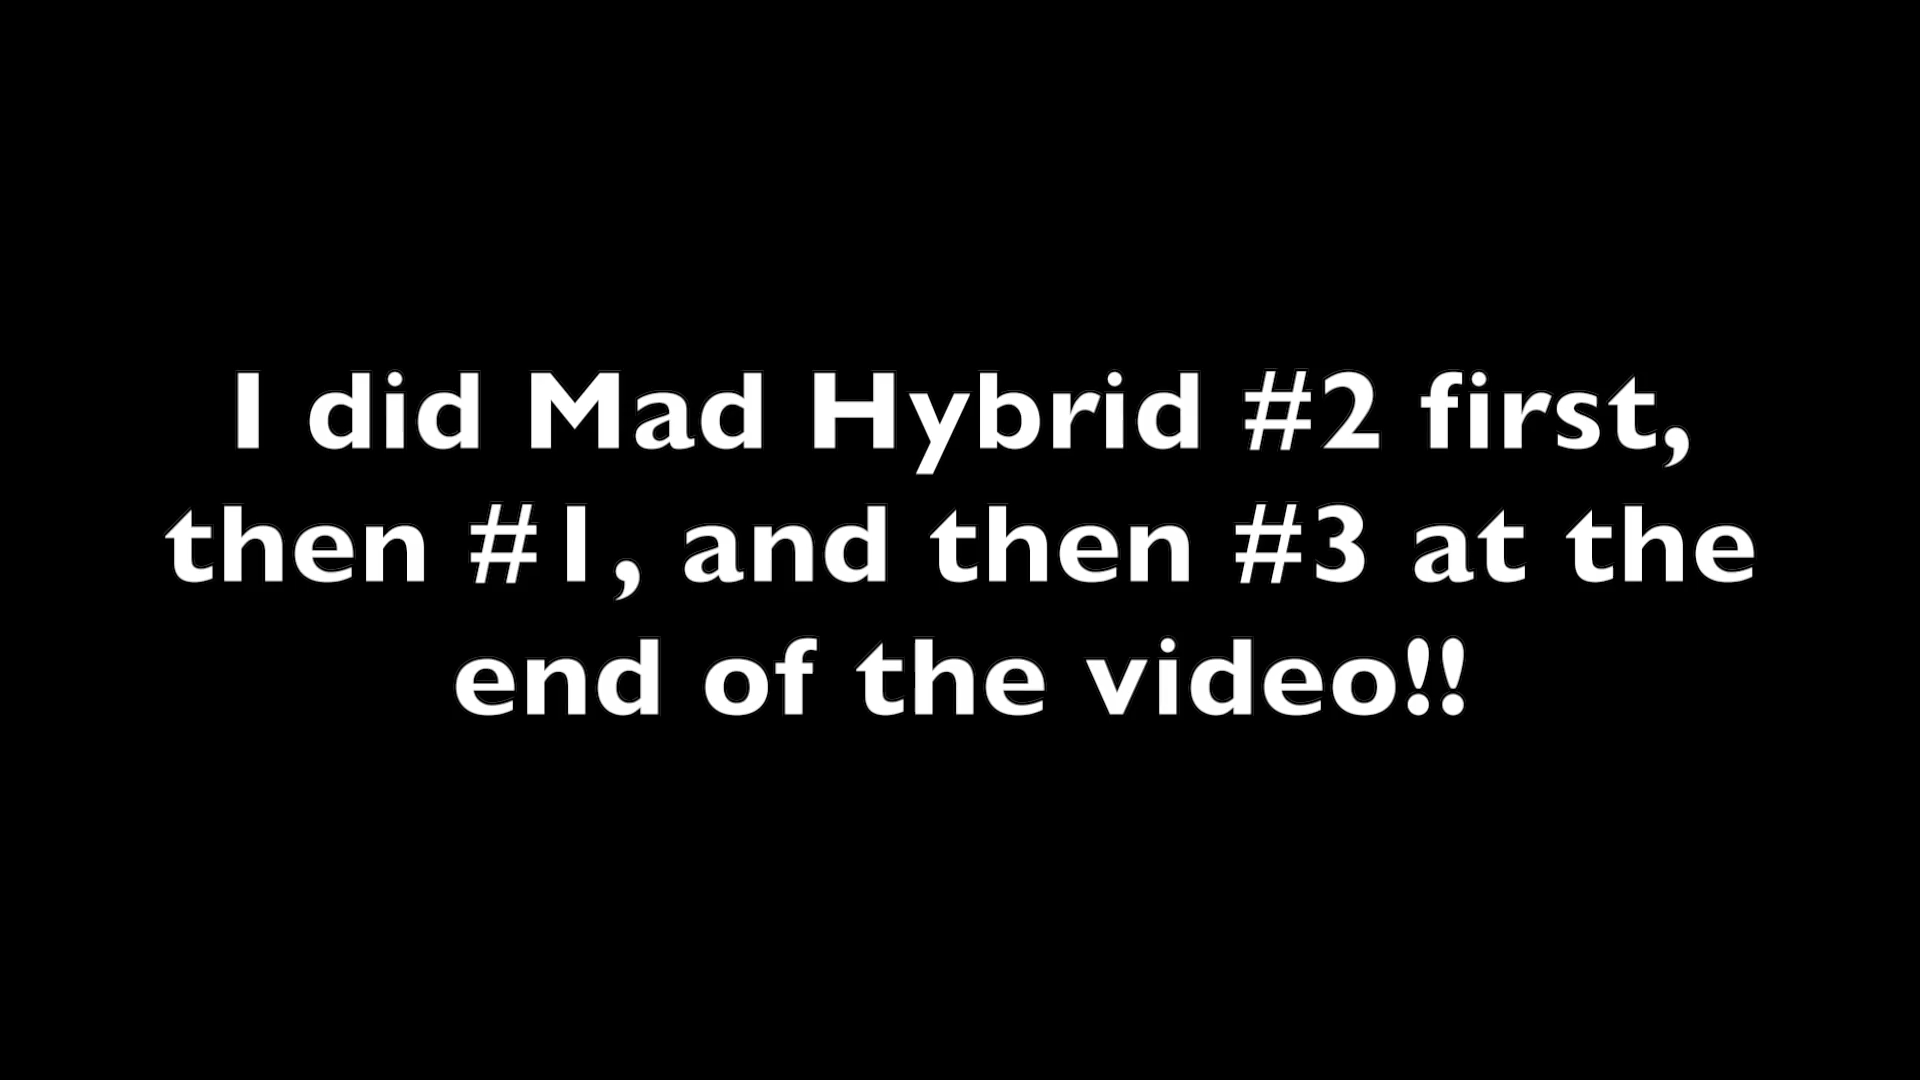 I did Mad Hybrid #2 first,
then #1, and then #3 at the
end of the video!!